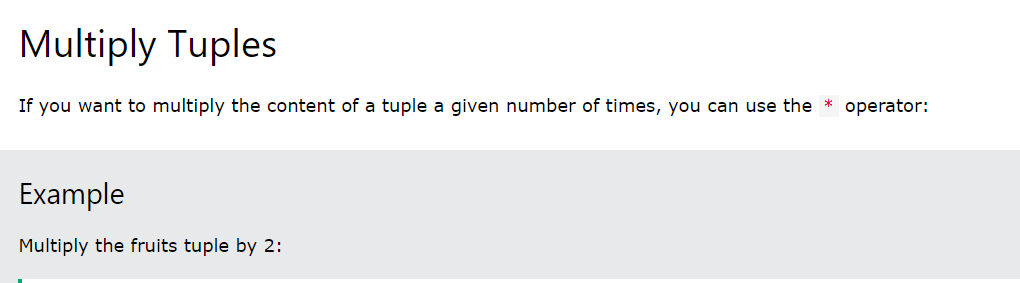 Multiply Tuples
If you want to multiply the content of a tuple a given number of times, you can use the * operator:
Example
Multiply the fruits tuple by 2: